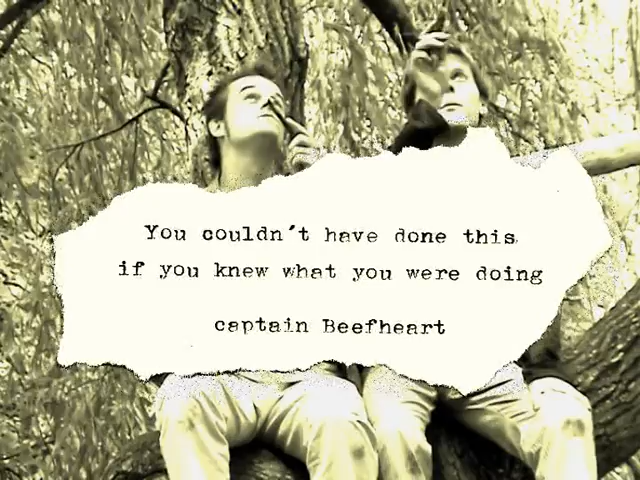 You couldn't have done this
if you knew what you were doing
captain Beefheart